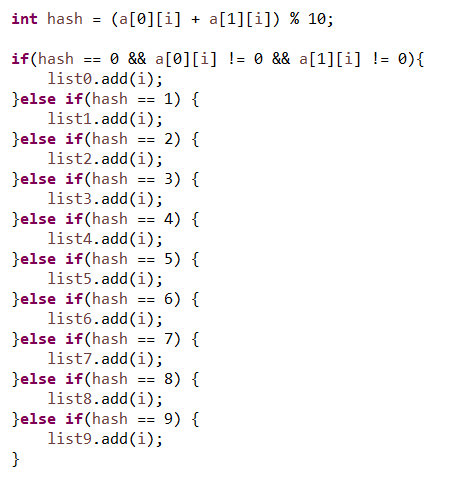 int hash = (a[0][i] + a[1][i]) % 10;
if(hash == 0 && a[0][i] != 0 && a[1][i] != 0){
list0.add(i);
}else if(hash == 1) {
list1.add(i);
}else if(hash == 2) {
list2.add(i);
}else if(hash == 3) {
list3.add(i);
}else if(hash == 4) {
list4.add(i);
}else if(hash == 5) {
list5.add(i);
}else if(hash == 6) {
list6.add(i);
}else if(hash == 7) {
list7.add(i);
}else if(hash == 8) {
list8.add(i);
}else if(hash == 9) {
list9.add(i);
}